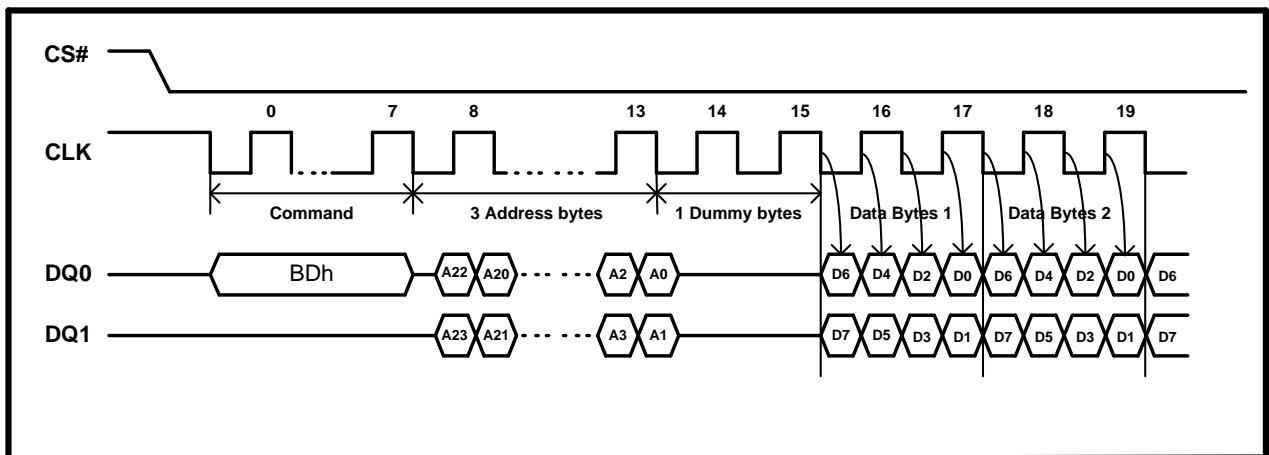 CS#
0 7 8 13 14 15 16 17 18 19
CLK
Command 3 Address bytes 1 Dummy bytes Data Bytes 1 Data Bytes 2
DQ0 BDh A22 A20 A2 A0 D6 D4 D2 D0 D6 D4 D2 D0 D6
DQ1 A23 A21 A3 A1 D7 D5 D3 D1 D7 D5 D3 D1 D7